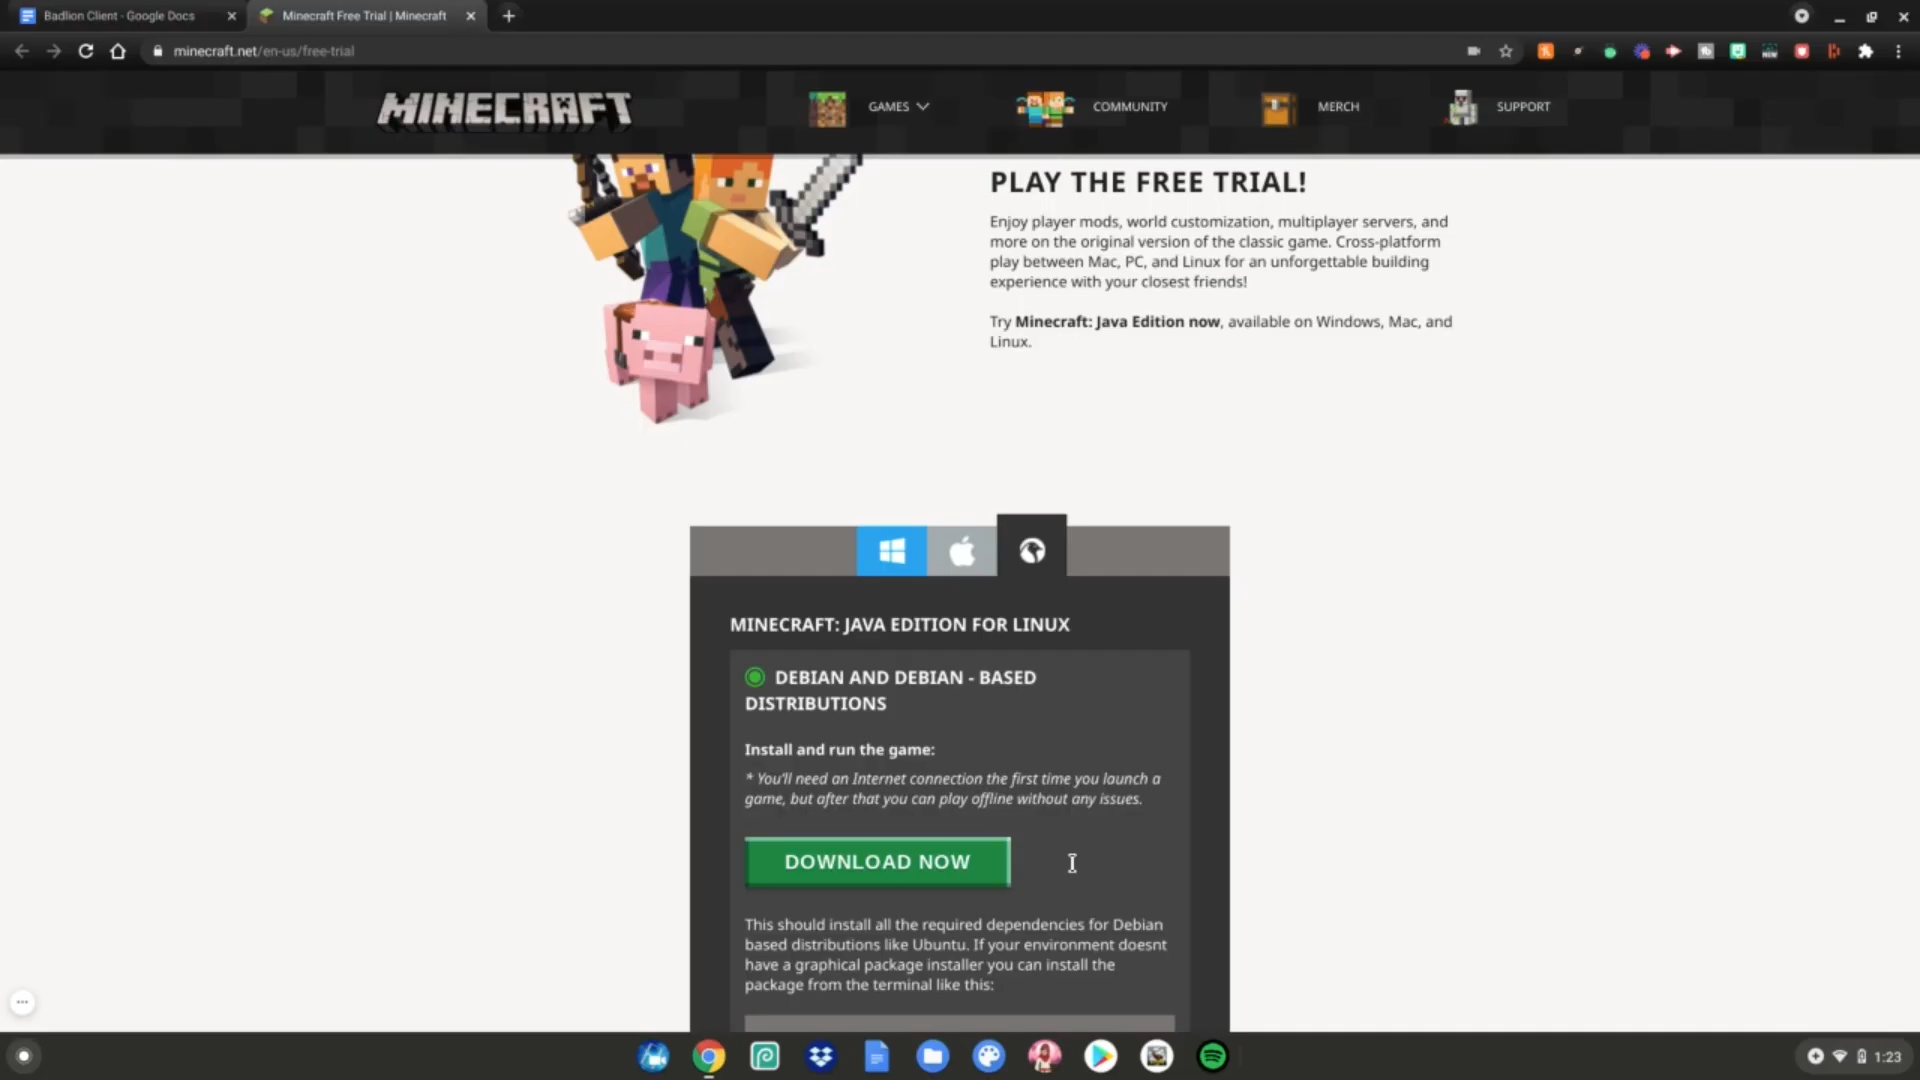 Badlion Client - Google Docs
Minecraft Free Trial | Minecraft
minecraft.net/en-us/free-trial
MINECRAFT
GAMES
COMMUNITY
MERCH
SUPPORT
PLAY THE FREE TRIAL!
Enjoy player mods, world customization, multiplayer servers, and
more on the original version of the classic game. Cross-platform
play between Mac, PC, and Linux for an unforgettable building
experience with your closest friends!
Try Minecraft: Java Edition now, available on Windows, Mac, and
Linux.
MINECRAFT: JAVA EDITION FOR LINUX
DEBIAN AND DEBIAN - BASED
DISTRIBUTIONS
Install and run the game:
* You'll need an Internet connection the first time you launch a
game, but after that you can play offline without any issues.
DOWNLOAD NOW
This should install all the required dependencies for Debian
based distributions like Ubuntu. If your environment doesnt
have a graphical package installer you can install the
package from the terminal like this:
1:23